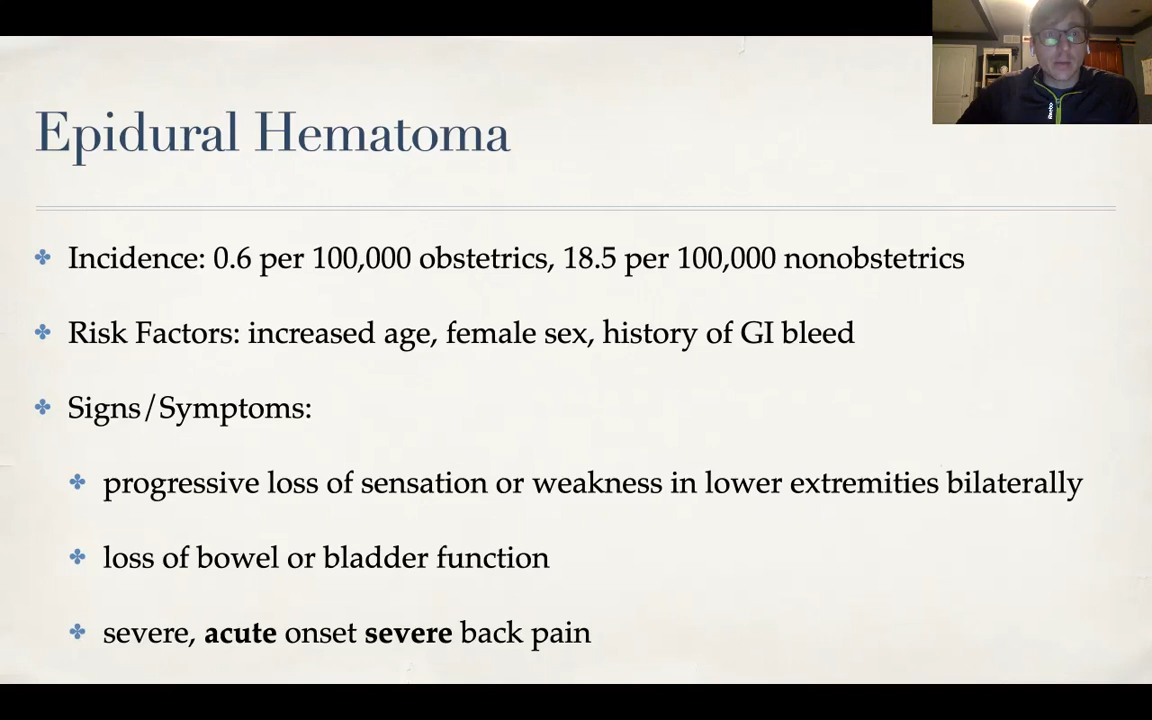 Epidural Hematoma
Incidence: 0.6 per 100,000 obstetrics, 18.5 per 100,000 nonobstetrics
Risk Factors: increased age, female sex, history of GI bleed
Signs/Symptoms:
progressive loss of sensation or weakness in lower extremities bilaterally
loss of bowel or bladder function
severe, acute onset severe back pain